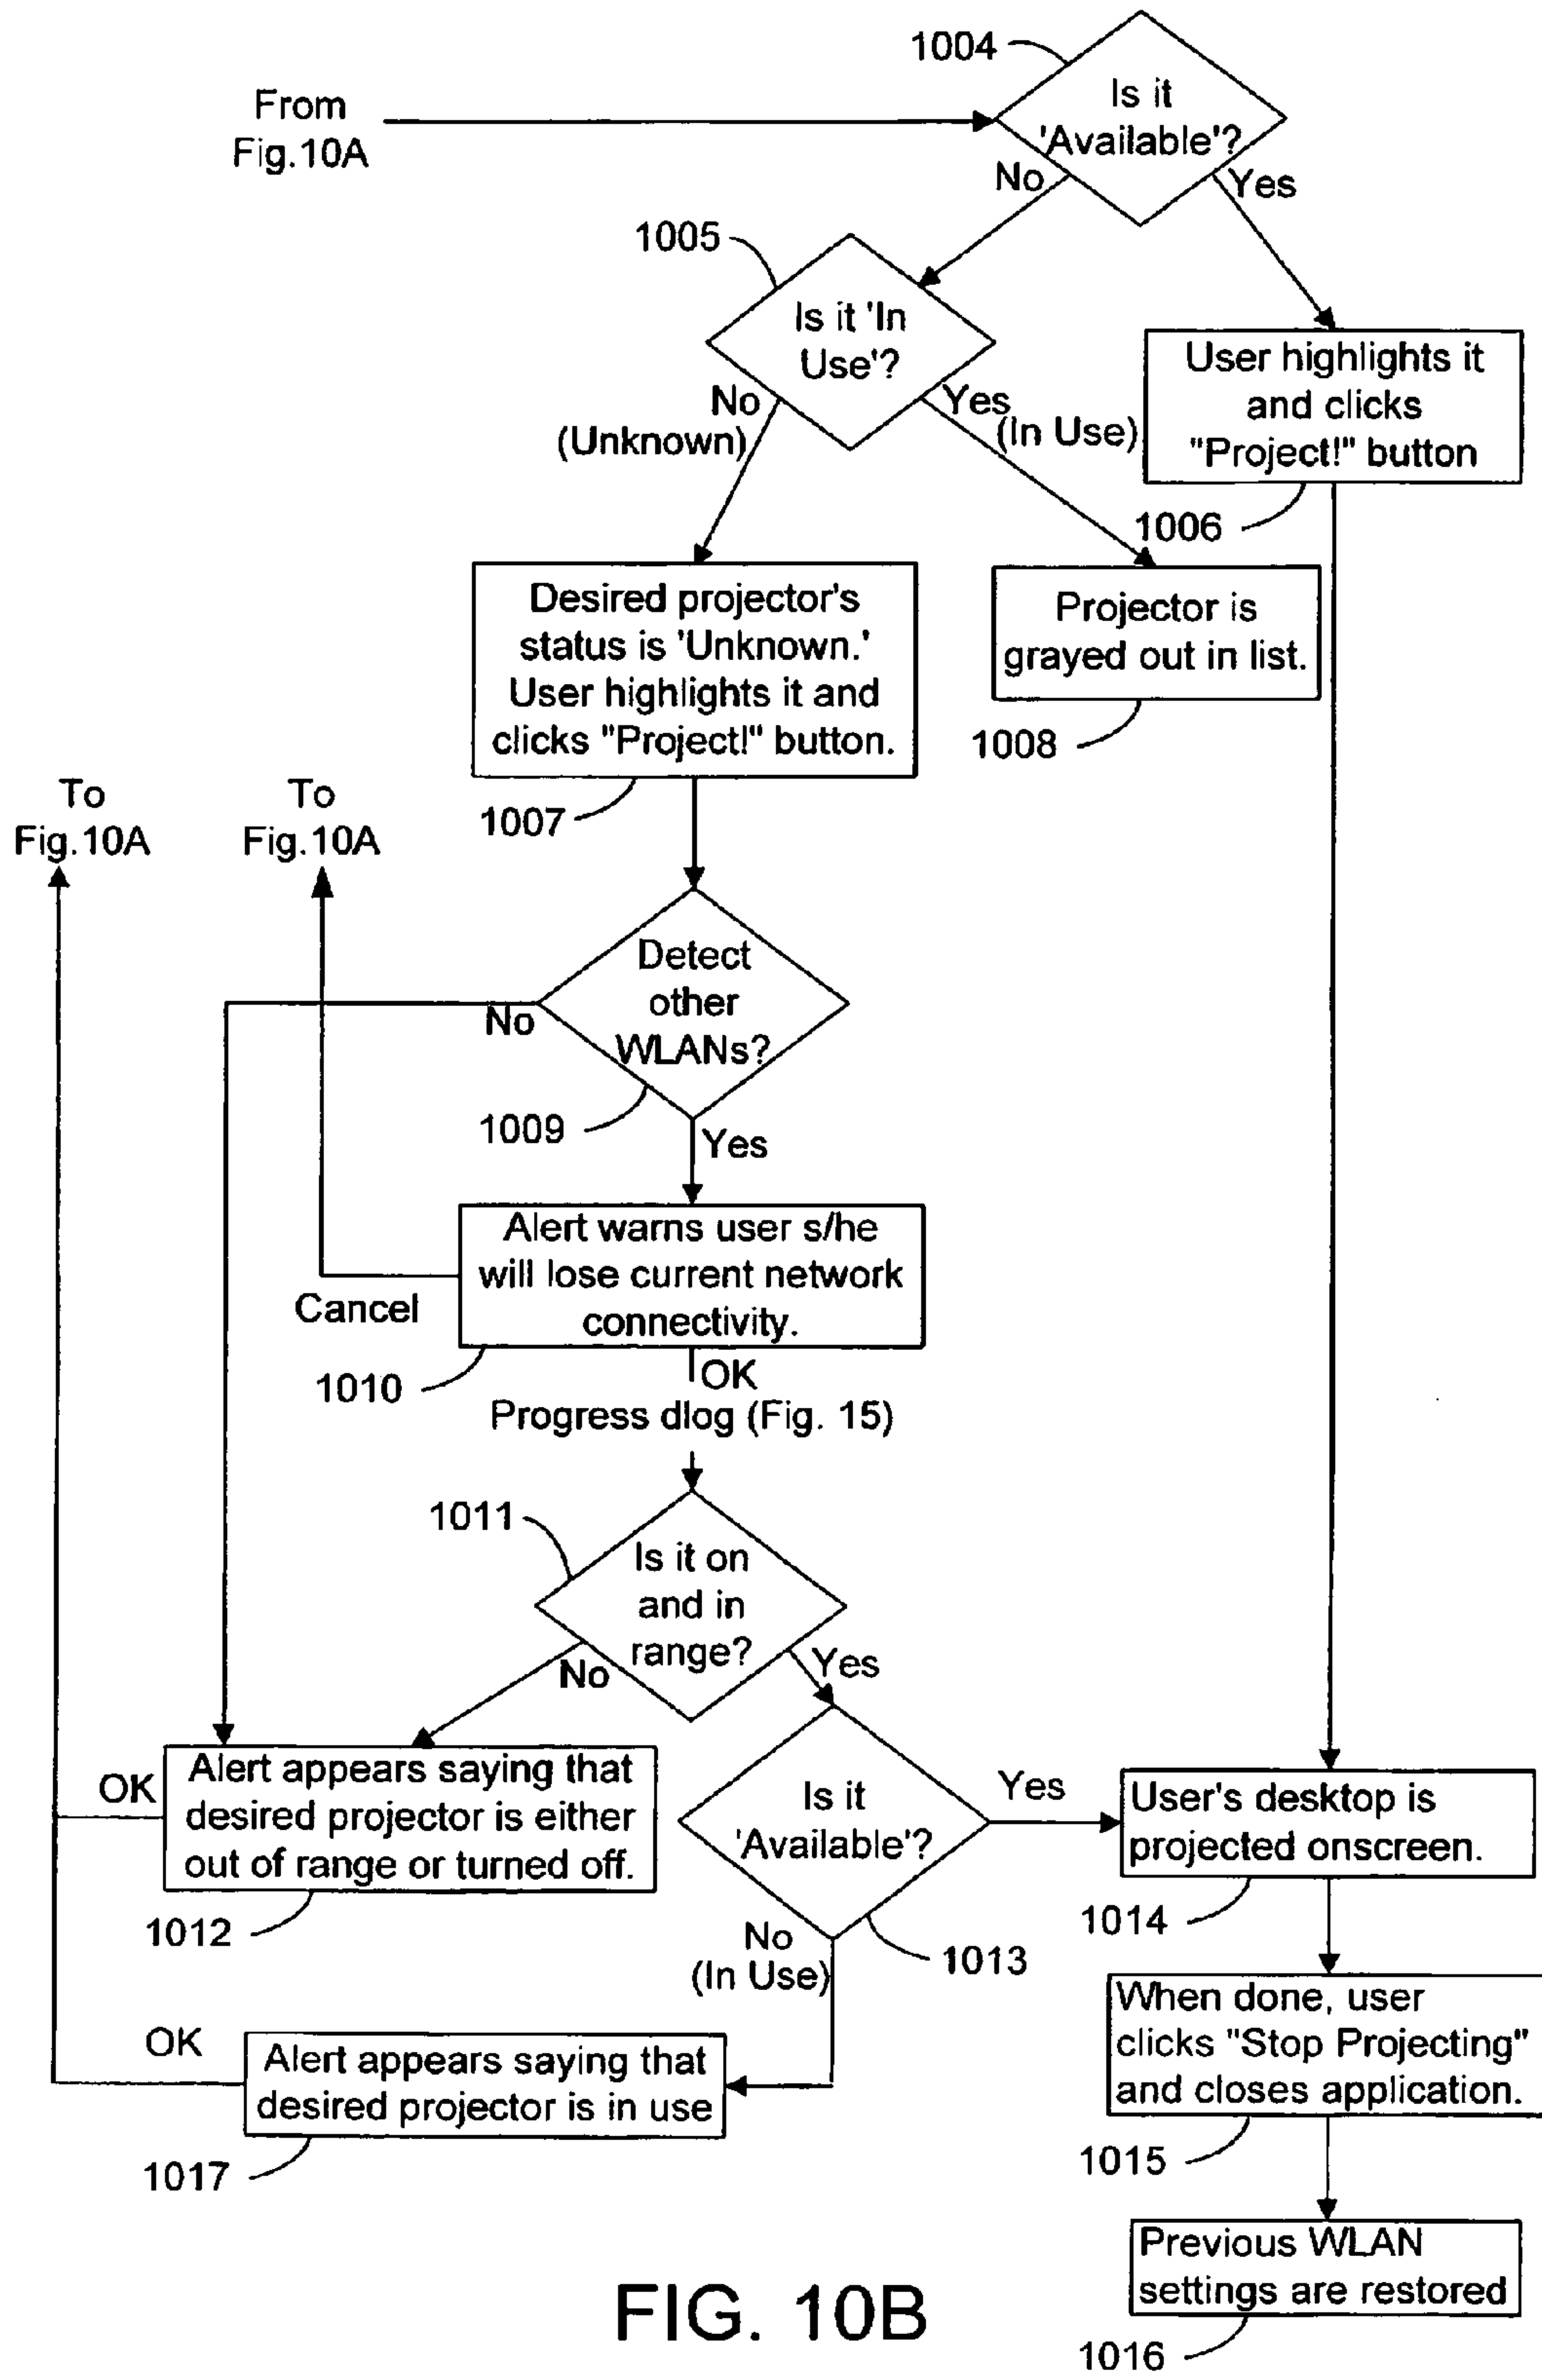 1004
Is it
'Available'?
From
Fig.10A
No
Yes
1005
Is it 'In
Use'?
No
(Unknown)
Yes
(In Use)
User highlights it
and clicks
"Project!" button
1006
Desired projector's
status is 'Unknown.'
User highlights it and
clicks "Project!" button.
1007
Projector is
grayed out in list.
1008
To
Fig.10A
To
Fig.10A
Detect
other
WLANs?
No
1009
Yes
Alert warns user s/he
will lose current network
connectivity.
Cancel
1010
OK
Progress dlog (Fig. 15)
1011
Is it on
and in
range?
No
Yes
Alert appears saying that
desired projector is either
out of range or turned off.
OK
1012
Is it
'Available'?
Yes
No
(In Use)
1013
User's desktop is
projected onscreen.
1014
When done, user
clicks "Stop Projecting"
and closes application.
1015
OK
Alert appears saying that
desired projector is in use
1017
Previous WLAN
settings are restored
1016
FIG. 10B